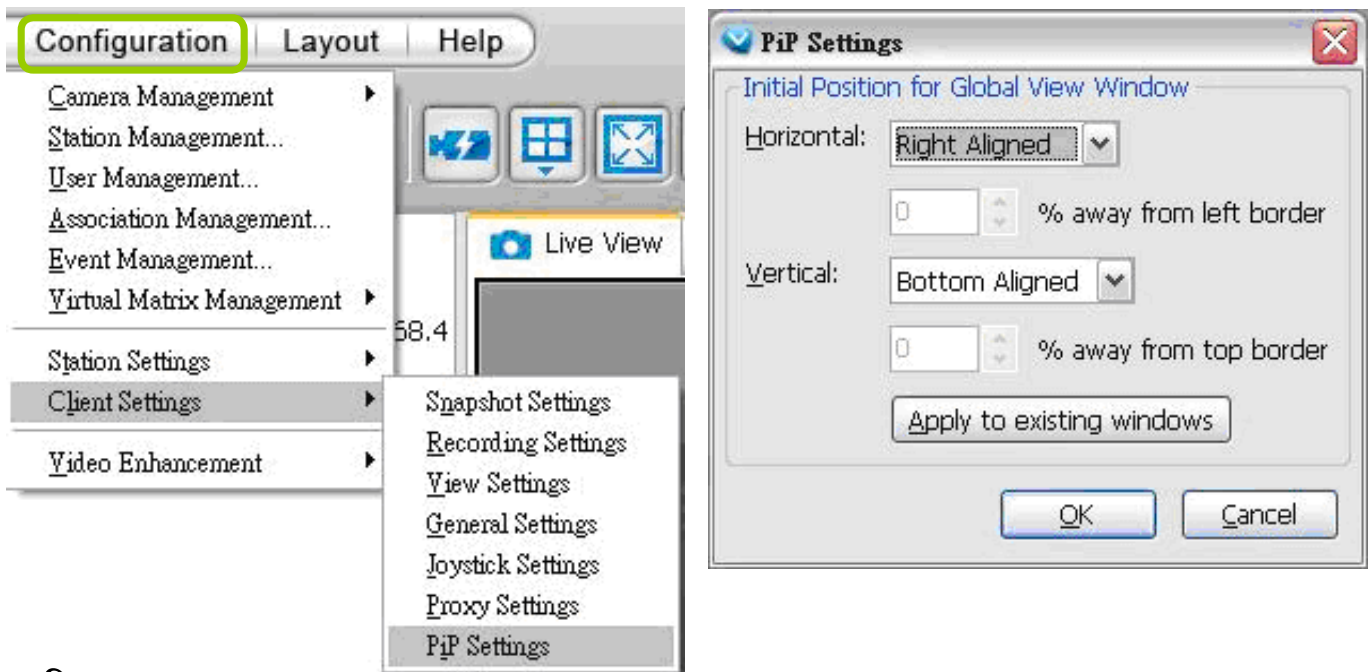 Configuration Layout Help
Camera Management
Station Management...
User Management...
Association Management...
Event Management...
Virtual Matrix Management
Station Settings
Client Settings
Video Enhancement
Live View
58.4
Snapshot Settings
Recording Settings
View Settings
General Settings
Joystick Settings
Proxy Settings
PiP Settings
PiP Settings
Initial Position for Global View Window
Horizontal: Right Aligned
0 % away from left border
Vertical: Bottom Aligned
0 % away from top border
Apply to existing windows
OK Cancel